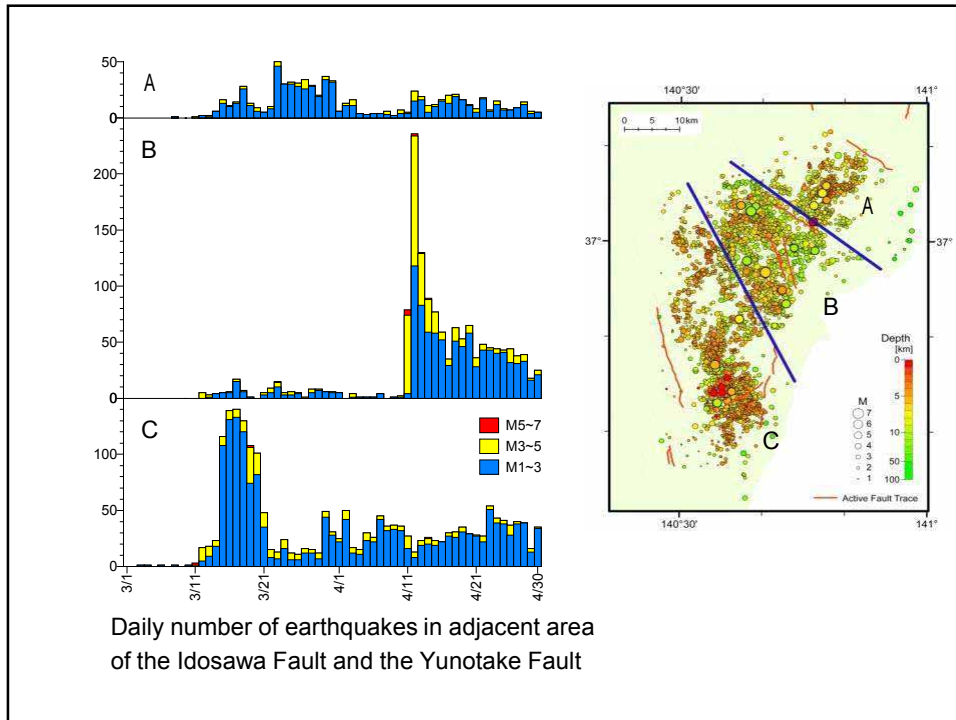 A
50
0
B
200
150
100
50
0
C
100
50
0
M5~7
M3~5
M1~3
3/1
3/11
3/21
4/1
4/11
4/21
4/30
Daily number of earthquakes in adjacent area
of the Idosawa Fault and the Yunotake Fault
140°30' 141°
0 5 10km
A
37° 37°
B
Depth
[km]
0
5
10
50
100
M
7
6
5
4
3
2
1
C
Active Fault Trace
140°30' 141°